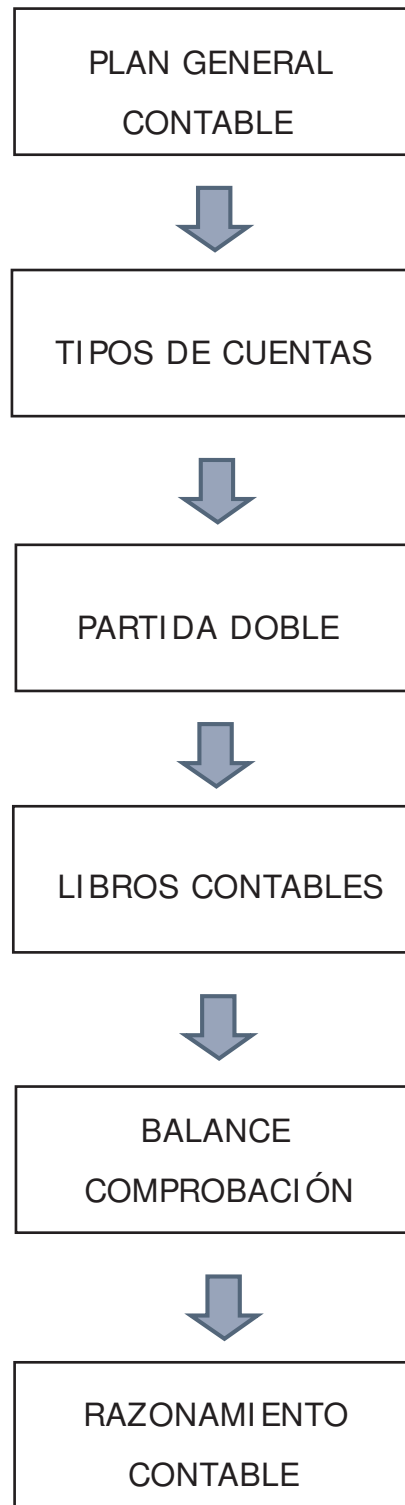 PLAN GENERAL
CONTABLE
TIPOS DE CUENTAS
PARTIDA DOBLE
LIBROS CONTABLES
BALANCE
COMPROBACIÓN
RAZONAMIENTO
CONTABLE